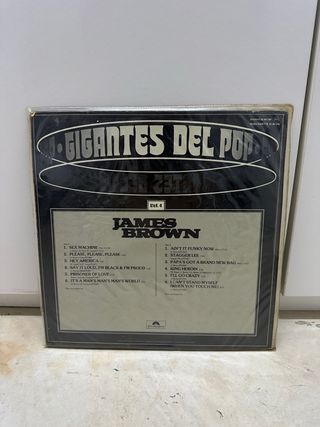 GIGANTES DEL POP
Vol. 4
JAMES
BROWN
1. SEX MACHINE
2. PLEASE, PLEASE, PLEASE
3. HEY AMERICA
4. SAY IT LOUD, I'M BLACK & I'M PROUD
5. PRISONER OF LOVE
6. IT'S A MAN'S MAN'S MAN'S WORLD
1. AIN'T IT FUNKY NOW
2. STAGGER LEE
3. PAPA'S GOT A BRAND NEW BAG
4. KING HEROIN
5. I'LL GO CRAZY
6. I CAN'T STAND MYSELF
(WHEN YOU TOUCH ME)